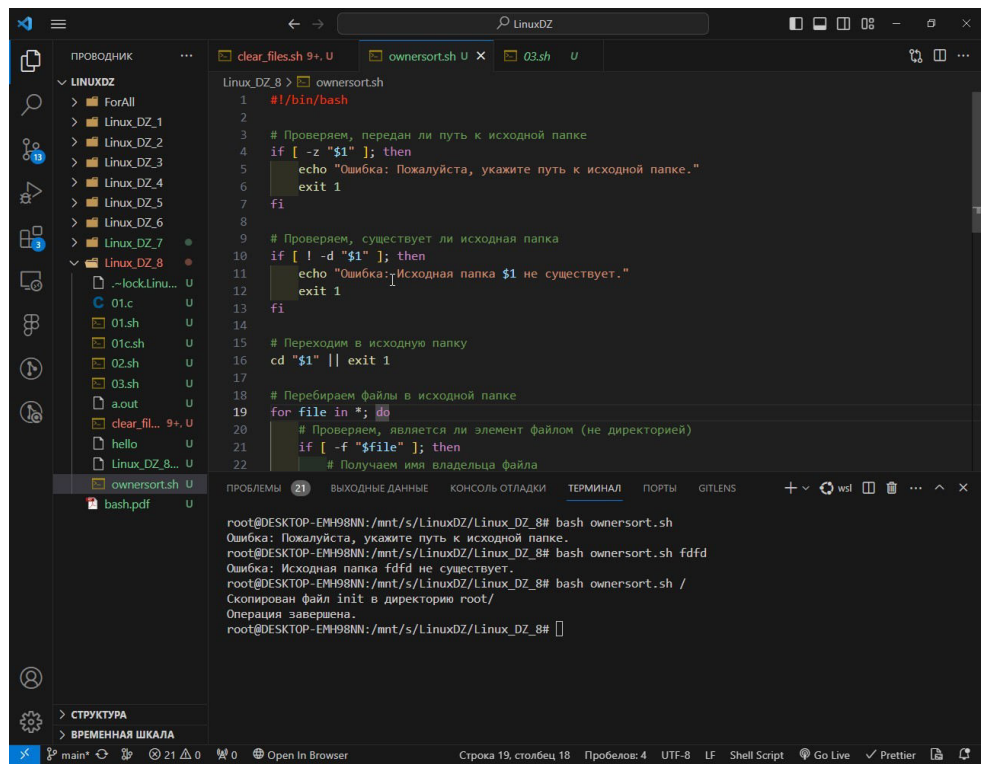 LinuxDZ
ПРОВОДНИК
LINUXDZ
ForAll
Linux_DZ_1
Linux_DZ_2
Linux_DZ_3
Linux_DZ_4
Linux_DZ_5
Linux_DZ_6
Linux_DZ_7
Linux_DZ_8
.~lock.Linu... U
01.c U
01.sh U
01c.sh U
02.sh U
03.sh U
a.out U
clear_fil... 9+, U
hello U
Linux_DZ_8... U
ownersort.sh U
bash.pdf U
СТРУКТУРА
ВРЕМЕННАЯ ШКАЛА
13
3
clear_files.sh 9+, U ownersort.sh U 03.sh U
Linux_DZ_8 > ownersort.sh
1 #!/bin/bash
2
3 # Проверяем, передан ли путь к исходной папке
4 if [ -z "$1" ]; then
5 echo "Ошибка: Пожалуйста, укажите путь к исходной папке."
6 exit 1
7 fi
8
9 # Проверяем, существует ли исходная папка
10 if [ ! -d "$1" ]; then
11 echo "Ошибка: Исходная папка $1 не существует."
12 exit 1
13 fi
14
15 # Переходим в исходную папку
16 cd "$1" || exit 1
17
18 # Перебираем файлы в исходной папке
19 for file in *; do
20 # Проверяем, является ли элемент файлом (не директорией)
21 if [ -f "$file" ]; then
22 # Получаем имя владельца файла
ПРОБЛЕМЫ 21 ВЫХОДНЫЕ ДАННЫЕ КОНСОЛЬ ОТЛАДКИ ТЕРМИНАЛ ПОРТЫ GITLENS wsl
root@DESKTOP-EMH98NN:/mnt/s/LinuxDZ/Linux_DZ_8# bash ownersort.sh
Ошибка: Пожалуйста, укажите путь к исходной папке.
root@DESKTOP-EMH98NN:/mnt/s/LinuxDZ/Linux_DZ_8# bash ownersort.sh fdfd
Ошибка: Исходная папка fdfd не существует.
root@DESKTOP-EMH98NN:/mnt/s/LinuxDZ/Linux_DZ_8# bash ownersort.sh /
Скопирован файл init в директорию root/
Операция завершена.
root@DESKTOP-EMH98NN:/mnt/s/LinuxDZ/Linux_DZ_8#
main* 21 0 0 Open In Browser Строка 19, столбец 18 Пробелов: 4 UTF-8 LF Shell Script Go Live Prettier